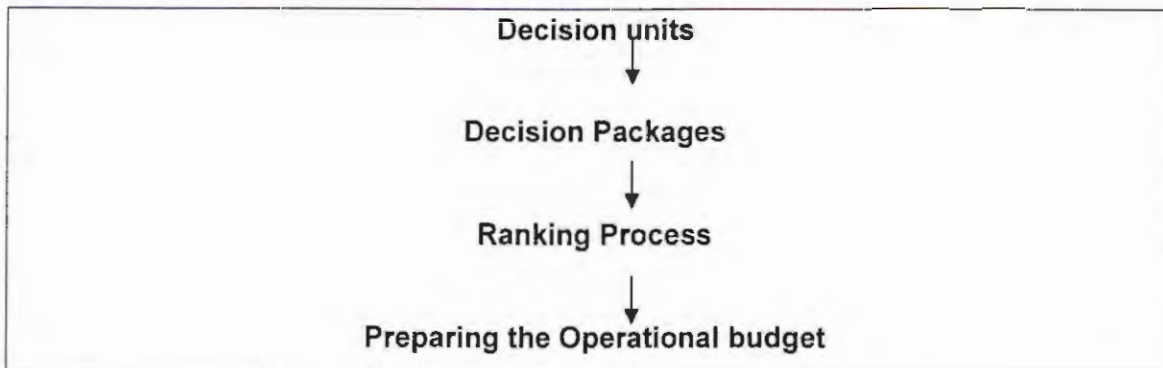 Decision units
Decision Packages
Ranking Process
Preparing the Operational budget